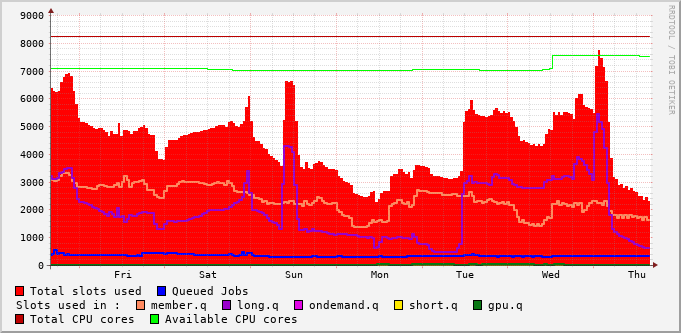 RRDTOOL / TOBI OETIKER
9000
8000
7000
6000
5000
4000
3000
2000
1000
0
Fri Sat Sun Mon Tue Wed Thu
Total slots used Queued Jobs
Slots used in : member.q long.q ondemand.q short.q gpu.q
Total CPU cores Available CPU cores